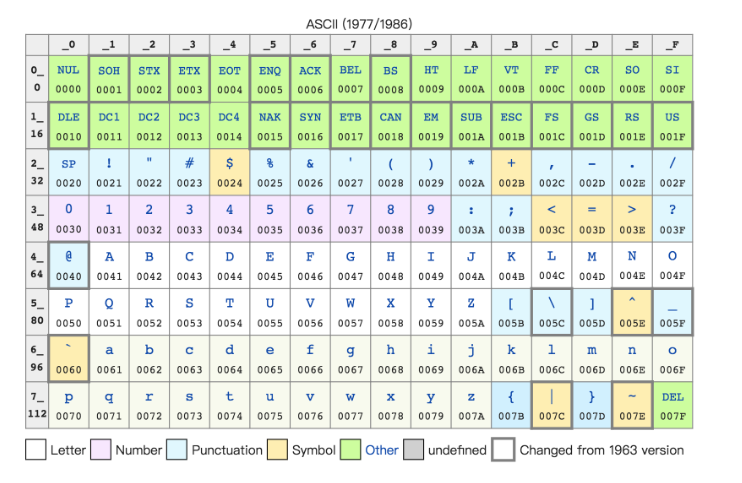 ASCII (1977/1986)
_0 _1 _2 _3 _4 _5 _6 _7 _8 _9 _A _B _C _D _E _F
0_ NUL SOH STX ETX EOT ENQ ACK BEL BS HT LF VT FF CR SO SI
0 0000 0001 0002 0003 0004 0005 0006 0007 0008 0009 000A 000B 000C 000D 000E 000F
1_ DLE DC1 DC2 DC3 DC4 NAK SYN ETB CAN EM SUB ESC FS GS RS US
16 0010 0011 0012 0013 0014 0015 0016 0017 0018 0019 001A 001B 001C 001D 001E 001F
2_ SP ! " # $ % & ' ( ) * + , - . /
32 0020 0021 0022 0023 0024 0025 0026 0027 0028 0029 002A 002B 002C 002D 002E 002F
3_ 0 1 2 3 4 5 6 7 8 9 : ; < = > ?
48 0030 0031 0032 0033 0034 0035 0036 0037 0038 0039 003A 003B 003C 003D 003E 003F
4_ @ A B C D E F G H I J K L M N O
64 0040 0041 0042 0043 0044 0045 0046 0047 0048 0049 004A 004B 004C 004D 004E 004F
5_ P Q R S T U V W X Y Z [ \ ] ^ _
80 0050 0051 0052 0053 0054 0055 0056 0057 0058 0059 005A 005B 005C 005D 005E 005F
6_ ` a b c d e f g h i j k l m n o
96 0060 0061 0062 0063 0064 0065 0066 0067 0068 0069 006A 006B 006C 006D 006E 006F
7_ p q r s t u v w x y z { | } ~ DEL
112 0070 0071 0072 0073 0074 0075 0076 0077 0078 0079 007A 007B 007C 007D 007E 007F
Letter Number Punctuation Symbol Other undefined Changed from 1963 version